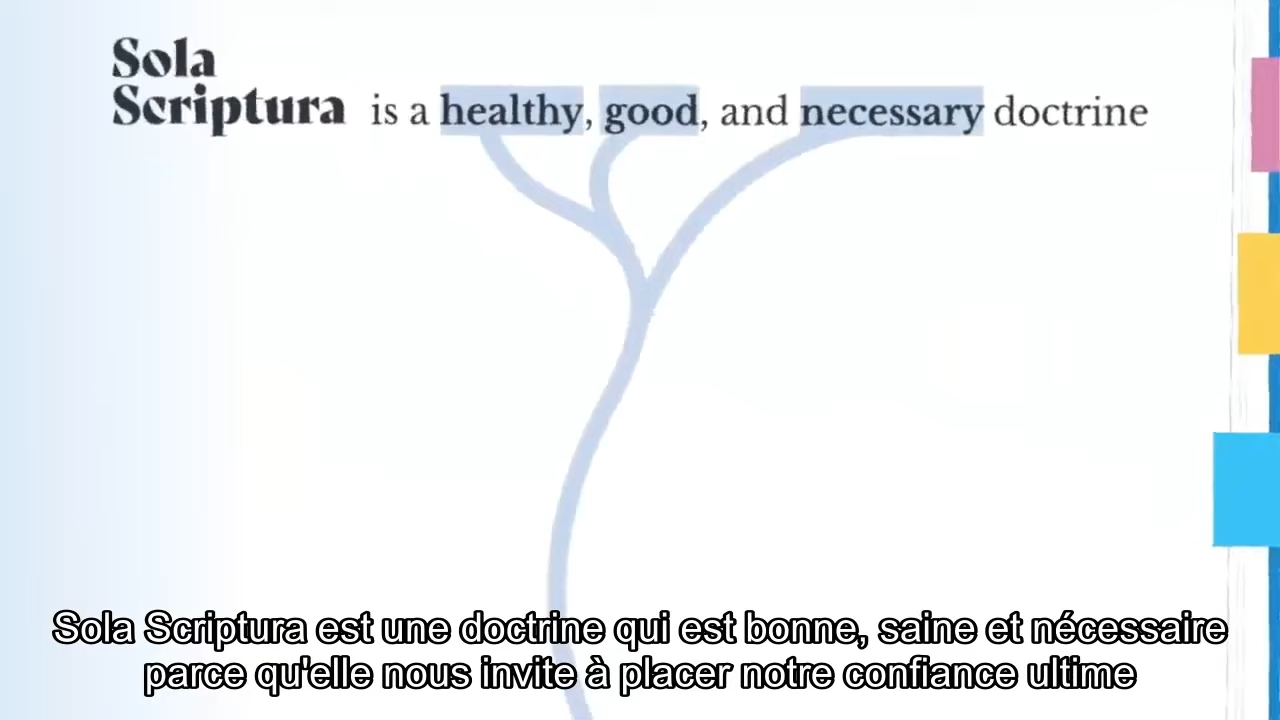 Sola
Scriptura is a healthy, good, and necessary doctrine
Sola Scriptura est une doctrine qui est bonne, saine et nécessaire
parce qu'elle nous invite à placer notre confiance ultime